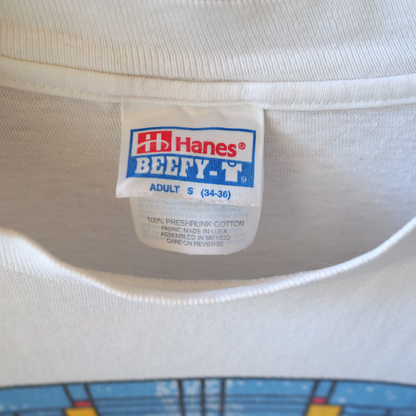 Hanes®
BEEFY-T
ADULT S (34-36)
100% PRESHRUNK COTTON
FABRIC MADE IN U.S.A.
ASSEMBLED IN MEXICO
CARE ON REVERSE